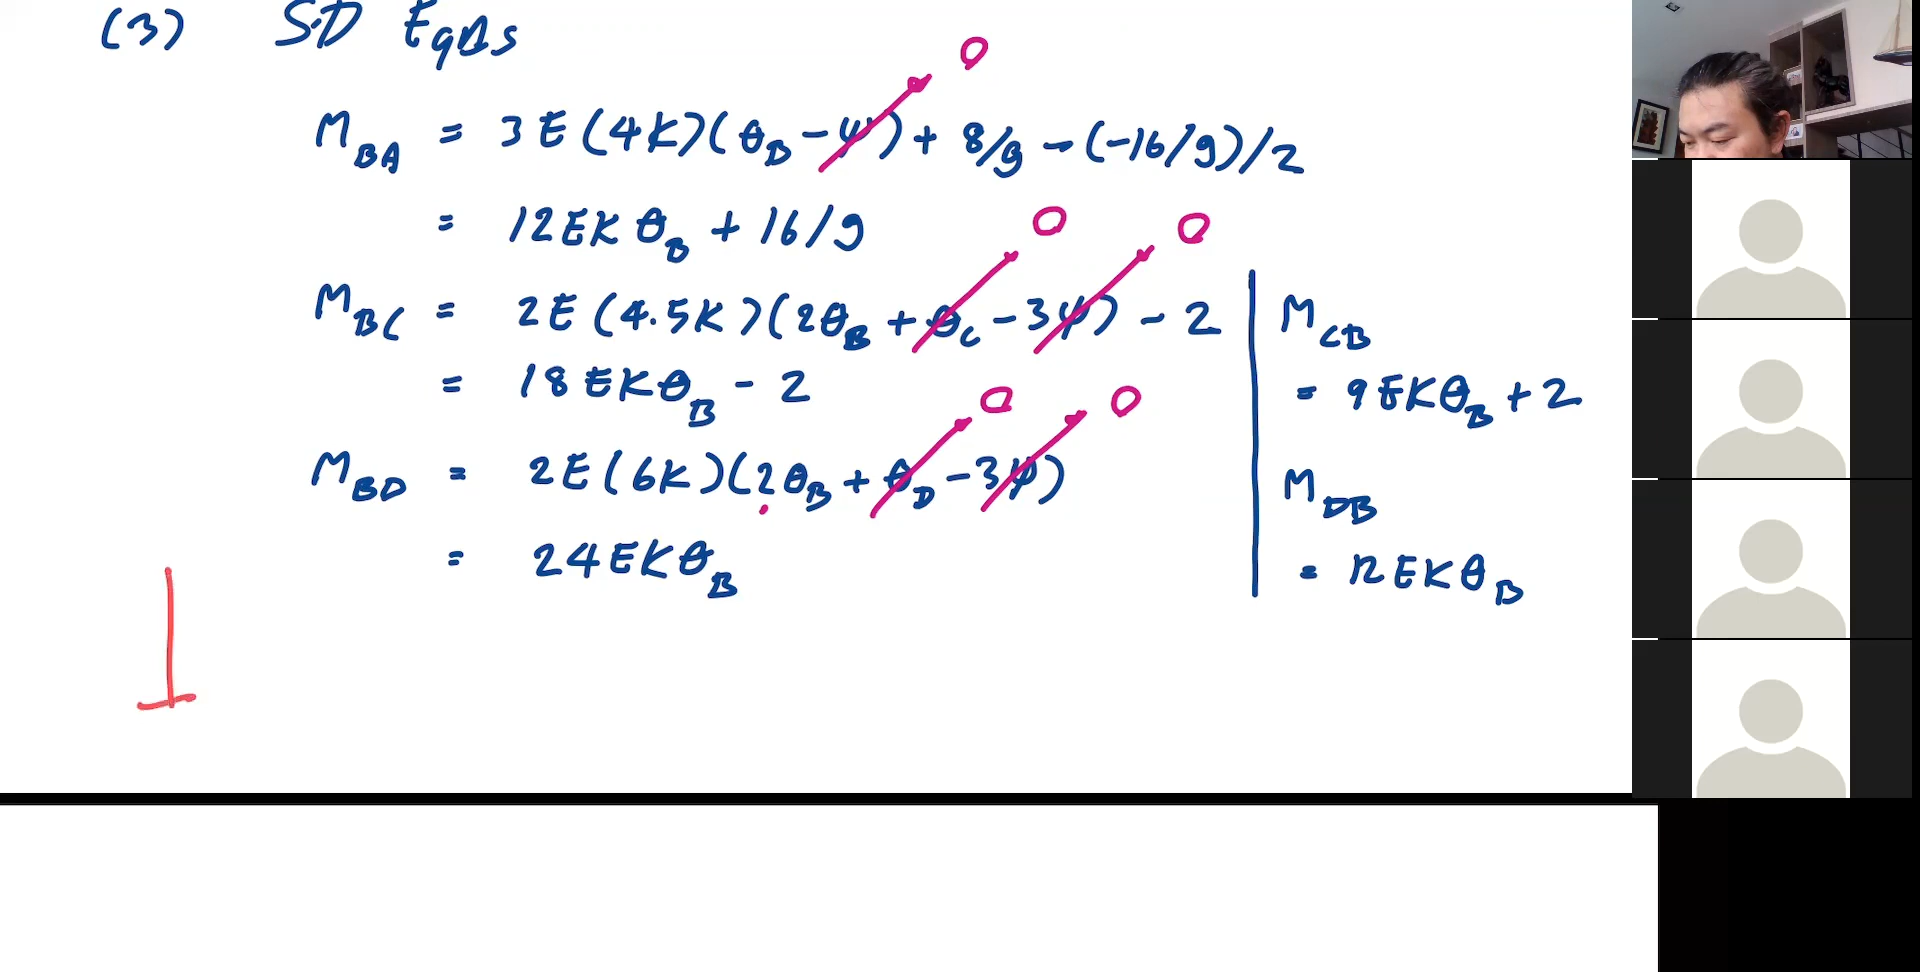 (3) SD Eqns
0
M_BA = 3E(4K)(θ_B - ψ) + 8/9 - (-16/9)/2
= 12EKθ_B + 16/9
0 0
M_BC = 2E(4.5K)(2θ_B + θ_C - 3ψ) - 2
= 18EKθ_B - 2
0 0
M_BD = 2E(6K)(2θ_B + θ_D - 3ψ)
= 24EKθ_B
M_CB
= 9EKθ_B + 2
M_DB
= 12EKθ_B